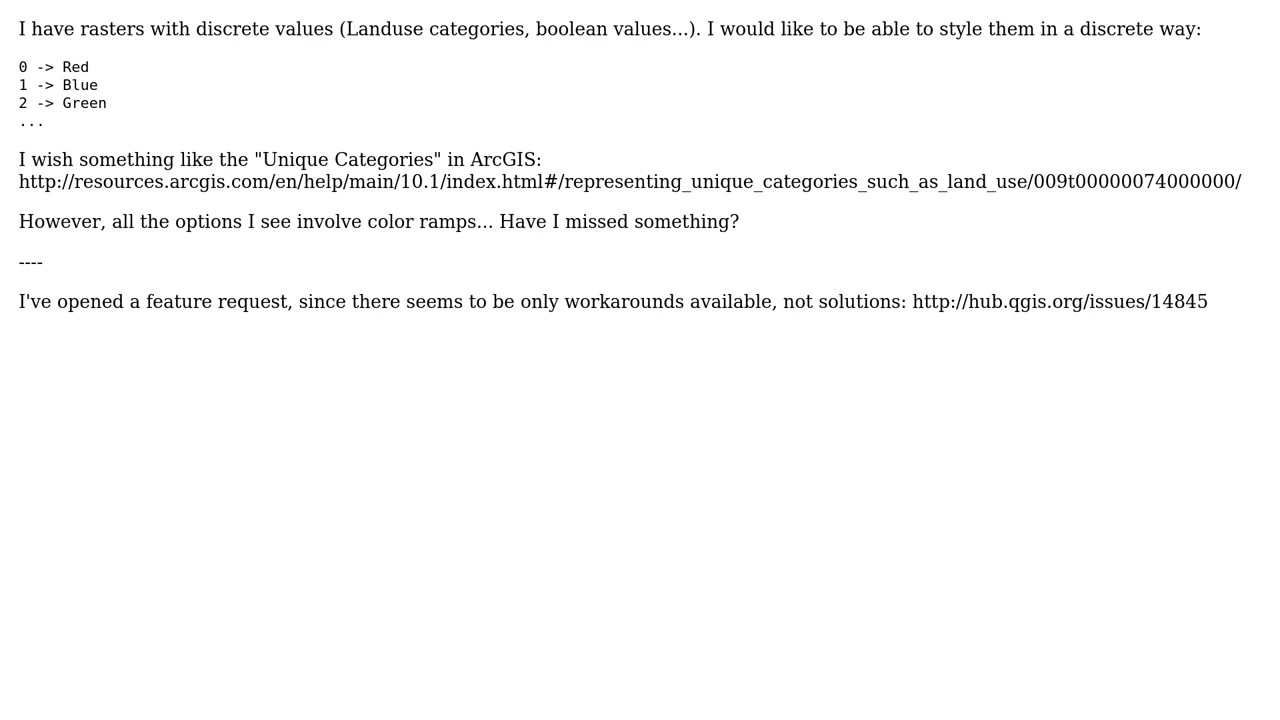 I have rasters with discrete values (Landuse categories, boolean values...). I would like to be able to style them in a discrete way:
0 -> Red
1 -> Blue
2 -> Green
...
I wish something like the "Unique Categories" in ArcGIS:
http://resources.arcgis.com/en/help/main/10.1/index.html#/representing_unique_categories_such_as_land_use/009t00000074000000/
However, all the options I see involve color ramps... Have I missed something?
----
I've opened a feature request, since there seems to be only workarounds available, not solutions: http://hub.qgis.org/issues/14845